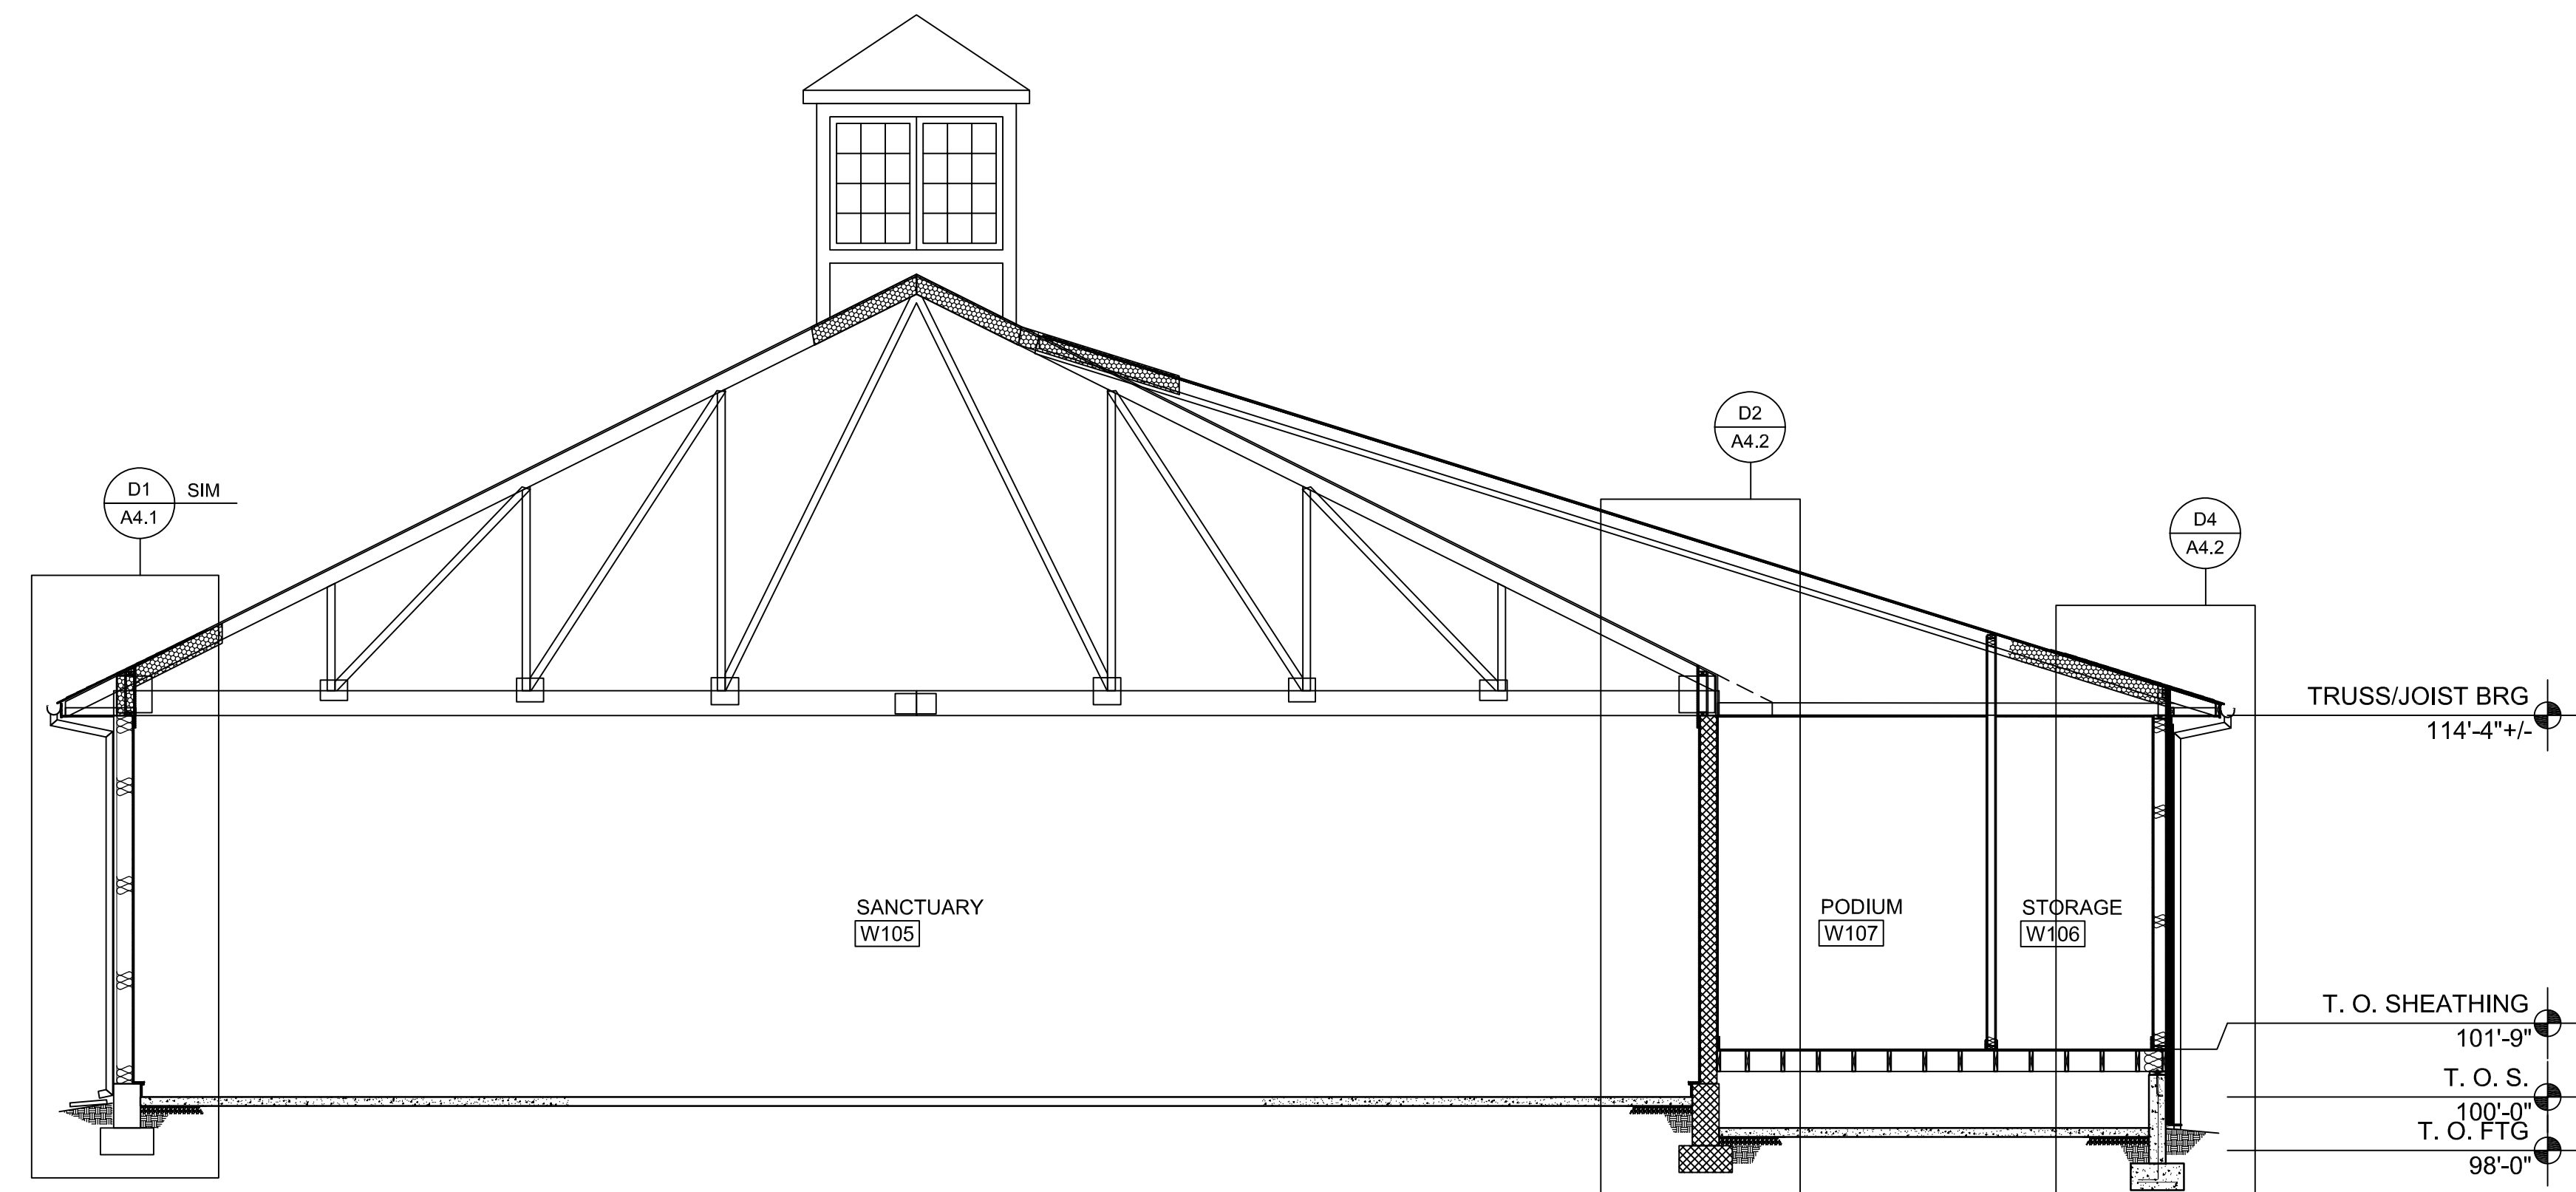 D2
A4.2
D1
SIM
A4.1
D4
A4.2
TRUSS/JOIST BRG
114'-4"+/-
SANCTUARY
W105
PODIUM
W107
STORAGE
W106
T. O. SHEATHING
101'-9"
T. O. S.
100'-0"
T. O. FTG
98'-0"